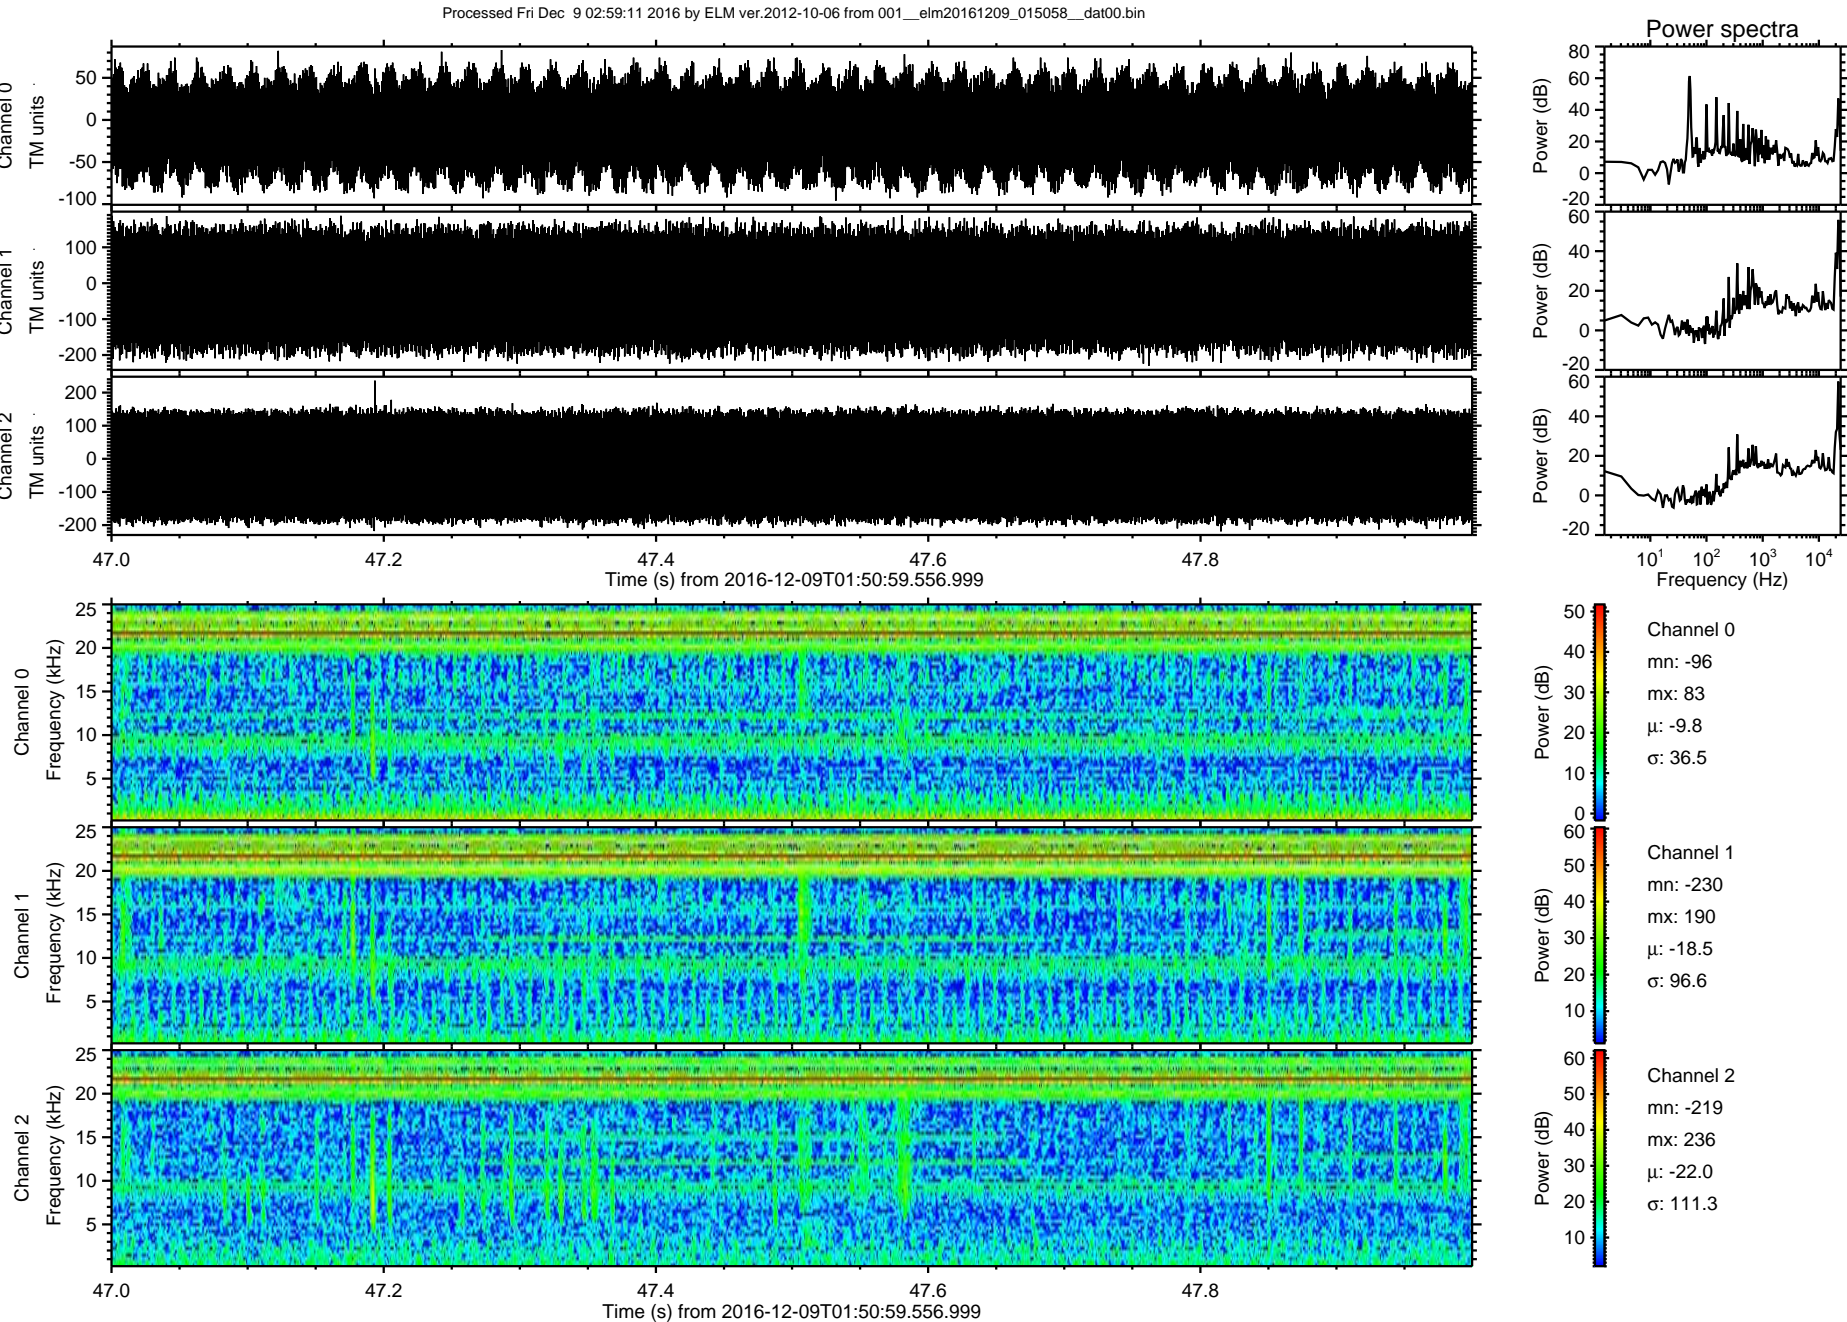 Processed Fri Dec  9 02:59:11 2016 by ELM ver.2012-10-06 from 001__elm20161209_015058__dat00.bin
Power spectra
Channel 0
TM units
50
0
-50
-100
Power (dB)
80
60
40
20
0
-20
Channel 1
TM units
100
0
-100
-200
Power (dB)
60
40
20
0
-20
Channel 2
TM units
200
100
0
-100
-200
Power (dB)
60
40
20
0
-20
47.0 47.2 47.4 47.6 47.8
Time (s) from 2016-12-09T01:50:59.556.999
10^1 10^2 10^3 10^4
Frequency (Hz)
Channel 0
Frequency (kHz)
25
20
15
10
5
Power (dB)
50
40
30
20
10
0
Channel 0
mn: -96
mx: 83
μ: -9.8
σ: 36.5
Channel 1
Frequency (kHz)
25
20
15
10
5
Power (dB)
60
50
40
30
20
10
Channel 1
mn: -230
mx: 190
μ: -18.5
σ: 96.6
Channel 2
Frequency (kHz)
25
20
15
10
5
Power (dB)
60
50
40
30
20
10
Channel 2
mn: -219
mx: 236
μ: -22.0
σ: 111.3
47.0 47.2 47.4 47.6 47.8
Time (s) from 2016-12-09T01:50:59.556.999